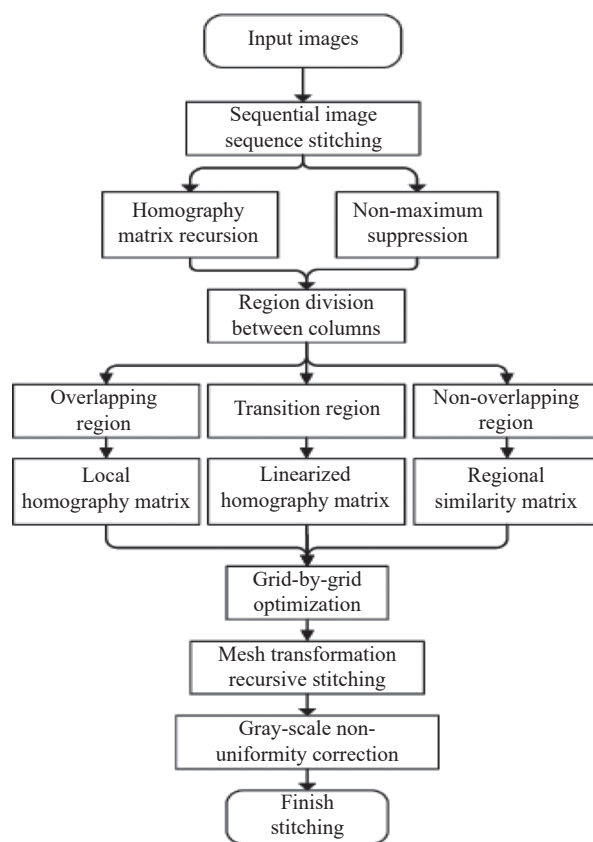 Input images
Sequential image
sequence stitching
Homography
matrix recursion
Non-maximum
suppression
Region division
between columns
Overlapping
region
Transition region
Non-overlapping
region
Local
homography matrix
Linearized
homography matrix
Regional
similarity matrix
Grid-by-grid
optimization
Mesh transformation
recursive stitching
Gray-scale non-
uniformity correction
Finish
stitching